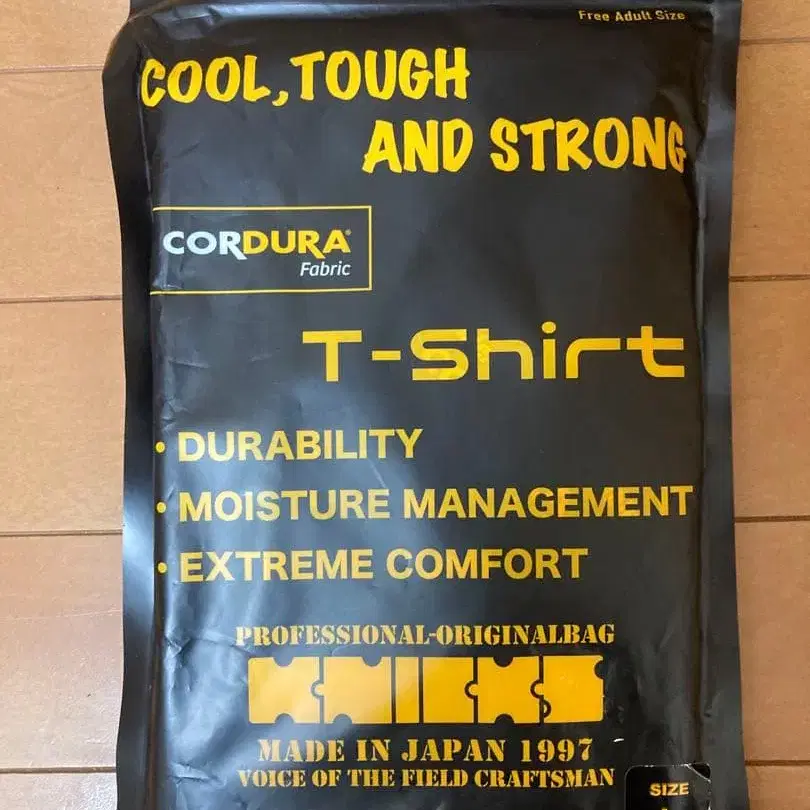 Free Adult Size
COOL, TOUGH
AND STRONG
CORDURA®
Fabric
T-Shirt
• DURABILITY
• MOISTURE MANAGEMENT
• EXTREME COMFORT
PROFESSIONAL-ORIGINALBAG
KNICKS
MADE IN JAPAN 1997
VOICE OF THE FIELD CRAFTSMAN
SIZE